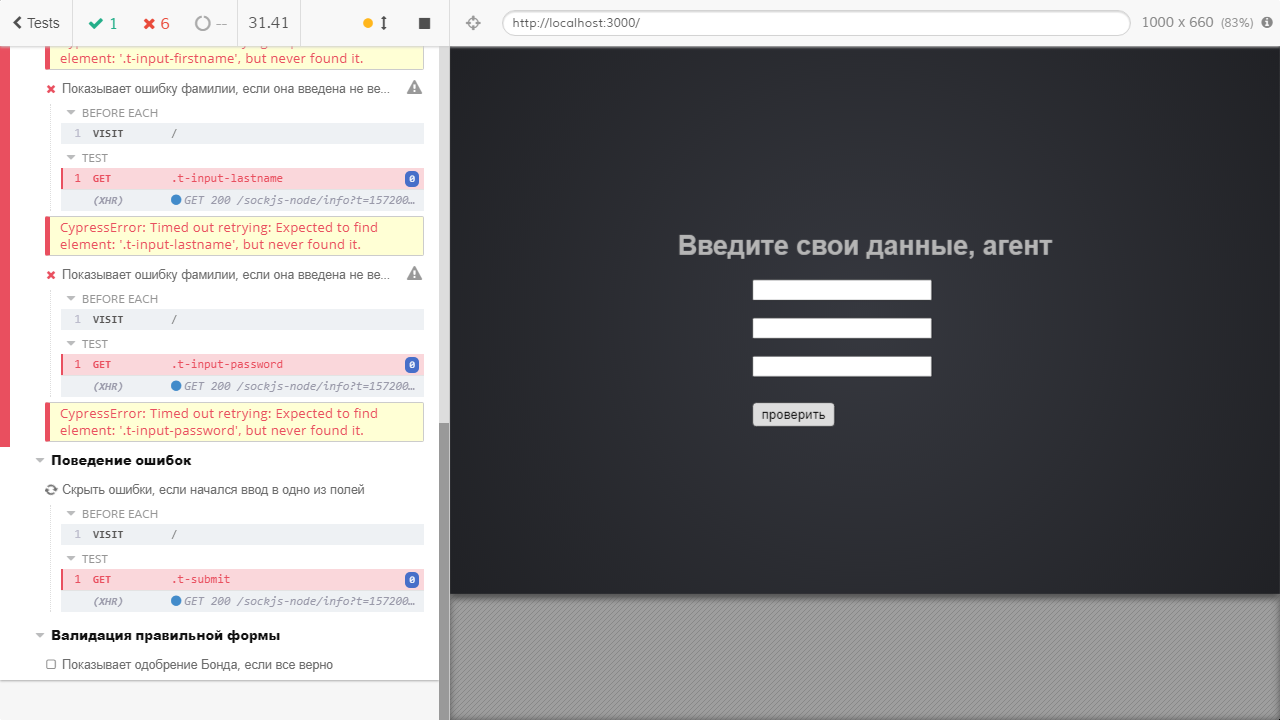 Tests
1
6
--
31.41
http://localhost:3000/
1000 x 660 (83%)
element: '.t-input-firstname', but never found it.
Показывает ошибку фамилии, если она введена не ве...
BEFORE EACH
1 VISIT /
TEST
1 GET .t-input-lastname 0
(XHR) GET 200 /sockjs-node/info?t=157200...
CypressError: Timed out retrying: Expected to find
element: '.t-input-lastname', but never found it.
Показывает ошибку фамилии, если она введена не ве...
BEFORE EACH
1 VISIT /
TEST
1 GET .t-input-password 0
(XHR) GET 200 /sockjs-node/info?t=157200...
CypressError: Timed out retrying: Expected to find
element: '.t-input-password', but never found it.
Поведение ошибок
Скрыть ошибки, если начался ввод в одно из полей
BEFORE EACH
1 VISIT /
TEST
1 GET .t-submit 0
(XHR) GET 200 /sockjs-node/info?t=157200...
Валидация правильной формы
Показывает одобрение Бонда, если все верно
Введите свои данные, агент
проверить